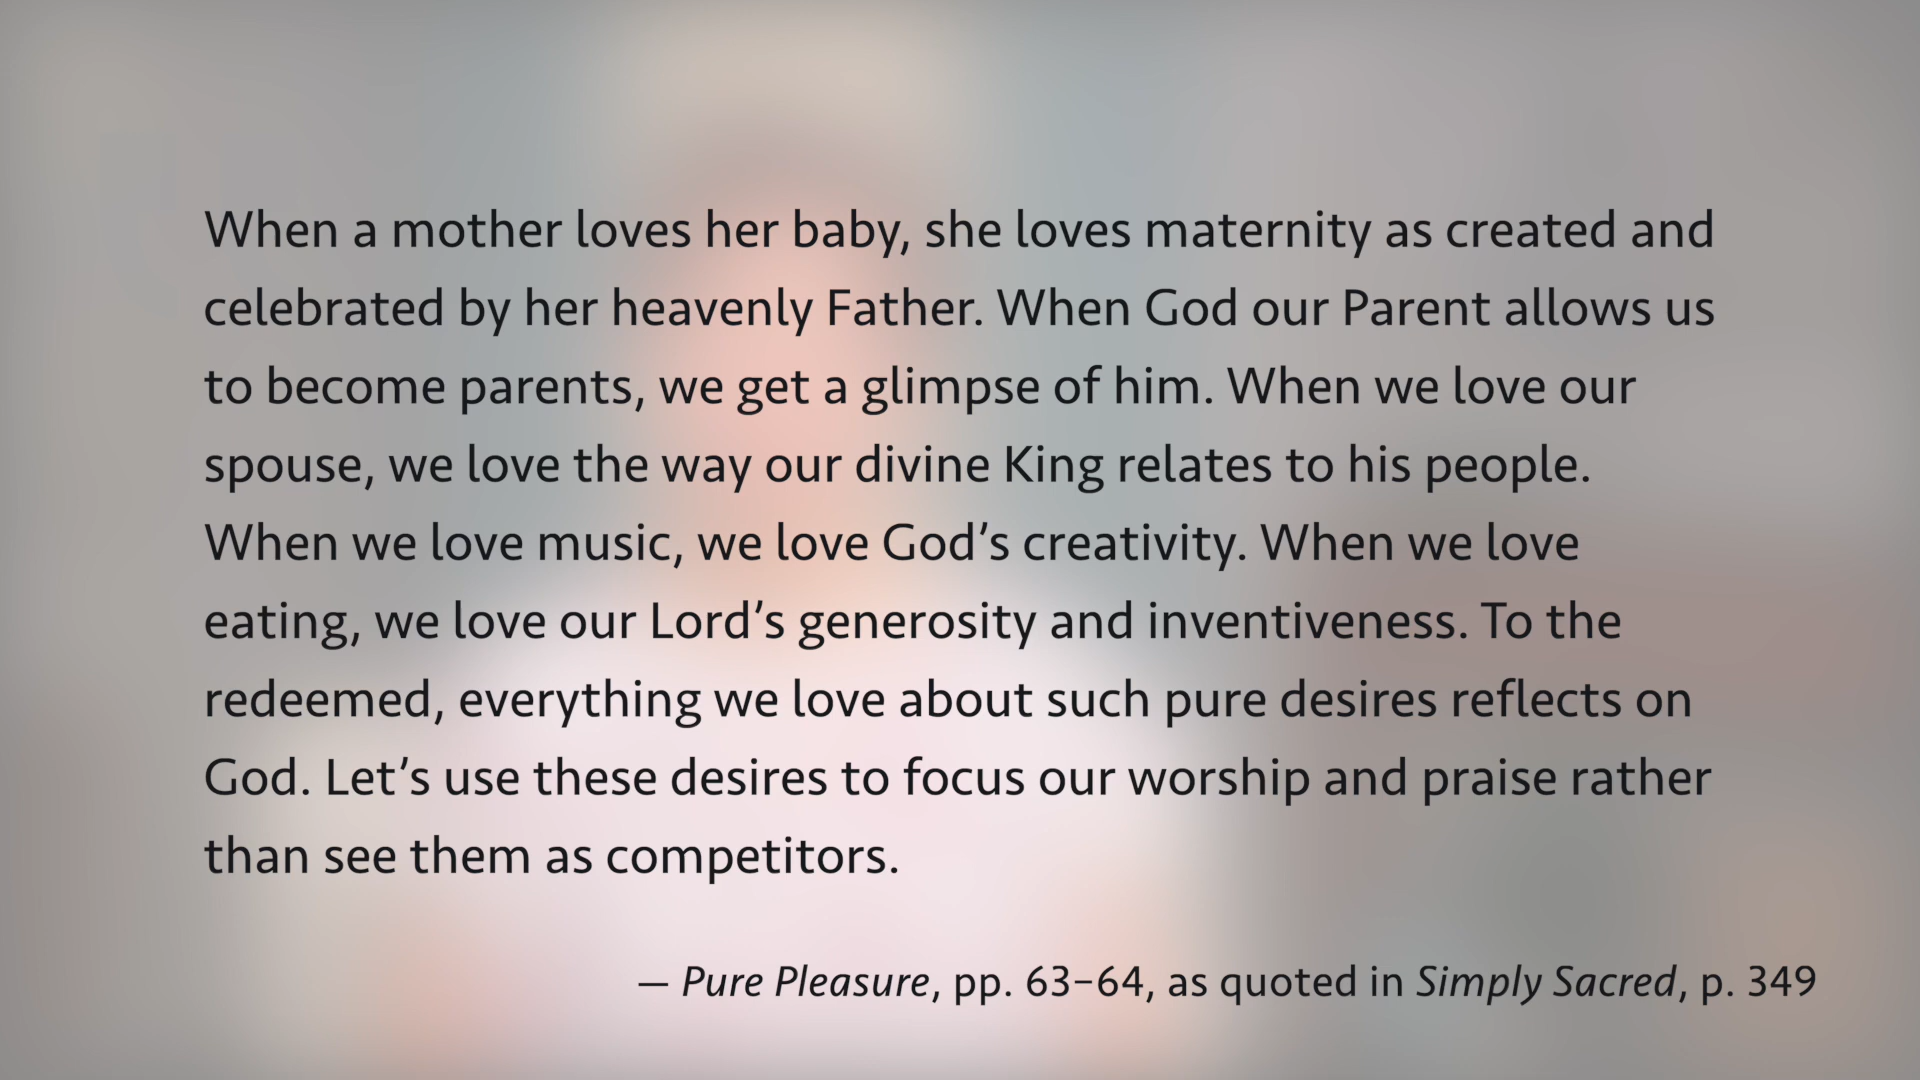 When a mother loves her baby, she loves maternity as created and
celebrated by her heavenly Father. When God our Parent allows us
to become parents, we get a glimpse of him. When we love our
spouse, we love the way our divine King relates to his people.
When we love music, we love God’s creativity. When we love
eating, we love our Lord’s generosity and inventiveness. To the
redeemed, everything we love about such pure desires reflects on
God. Let’s use these desires to focus our worship and praise rather
than see them as competitors.
— Pure Pleasure, pp. 63–64, as quoted in Simply Sacred, p. 349